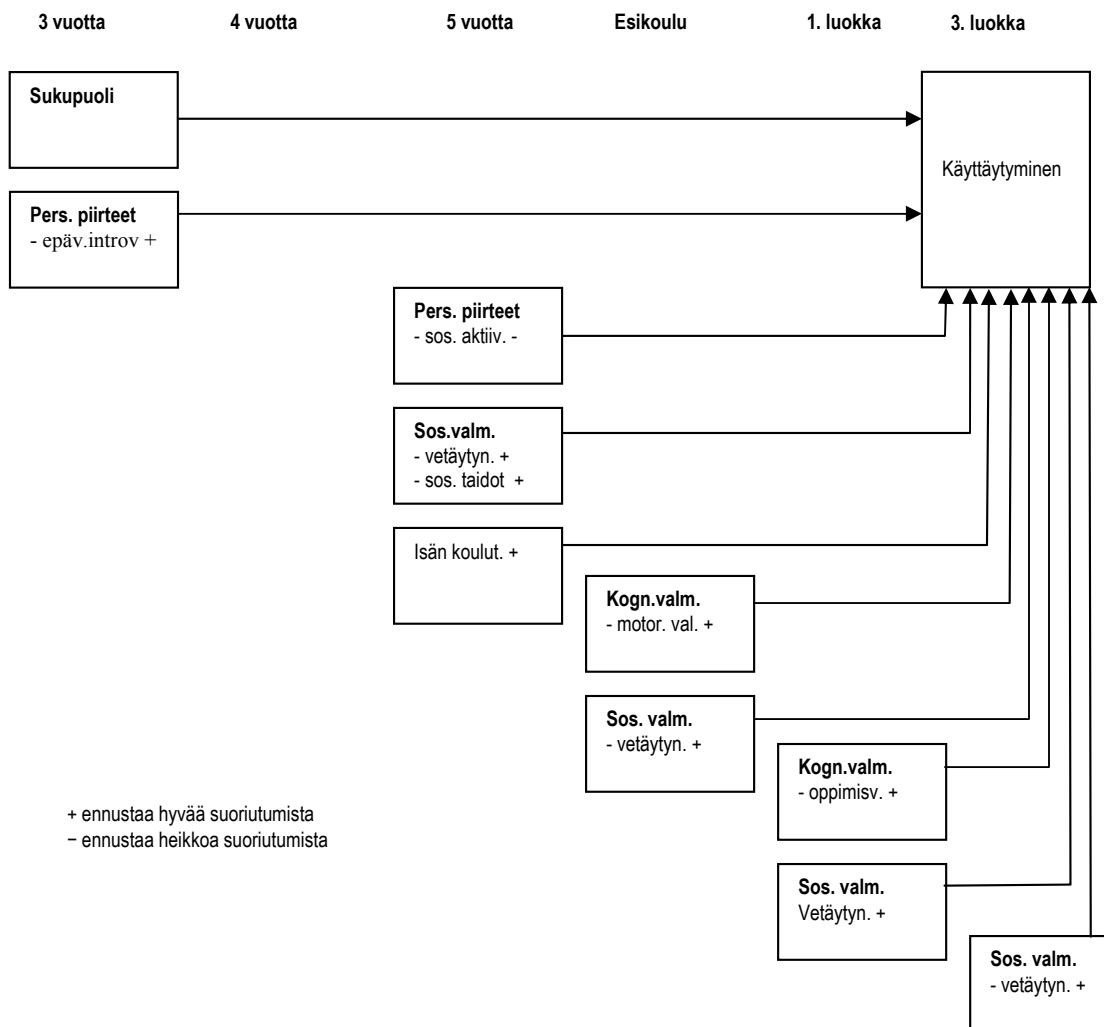 3 vuotta 4 vuotta 5 vuotta Esikoulu 1. luokka 3. luokka
Sukupuoli
Käyttäytyminen
Pers. piirteet
- epäv.introv +
Pers. piirteet
- sos. aktiiv. -
Sos.valm.
- vetäytyn. +
- sos. taidot +
Isän koulut. +
Kogn.valm.
- motor. val. +
Sos. valm.
- vetäytyn. +
Kogn.valm.
- oppimisv. +
+ ennustaa hyvää suoriutumista
− ennustaa heikkoa suoriutumista
Sos. valm.
Vetäytyn. +
Sos. valm.
- vetäytyn. +